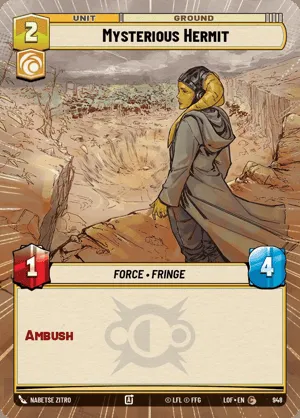 UNIT
GROUND
2
MYSTERIOUS HERMIT
1
4
FORCE • FRINGE
AMBUSH
NABETSE ZITRO
© LFL © FFG
LOF • EN
C
948